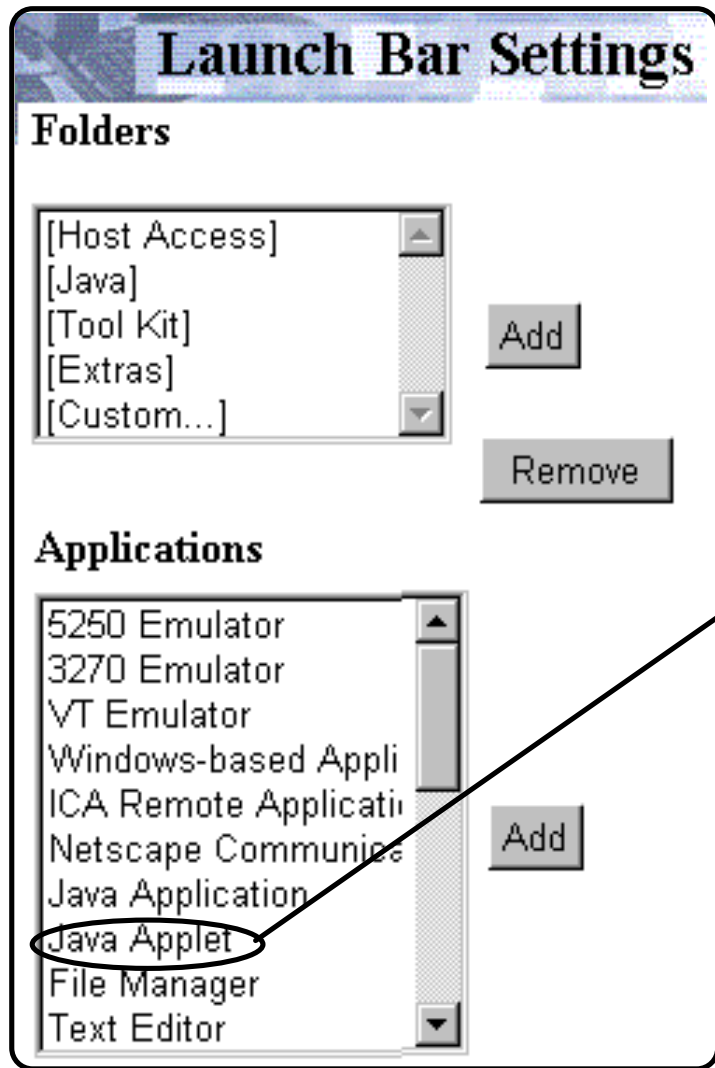 Launch Bar Settings
Folders
[Host Access]
[Java]
[Tool Kit]
[Extras]
[Custom...]
Add
Remove
Applications
5250 Emulator
3270 Emulator
VT Emulator
Windows-based Appli
ICA Remote Applicati
Netscape Communica
Java Application
Java Applet
File Manager
Text Editor
Add